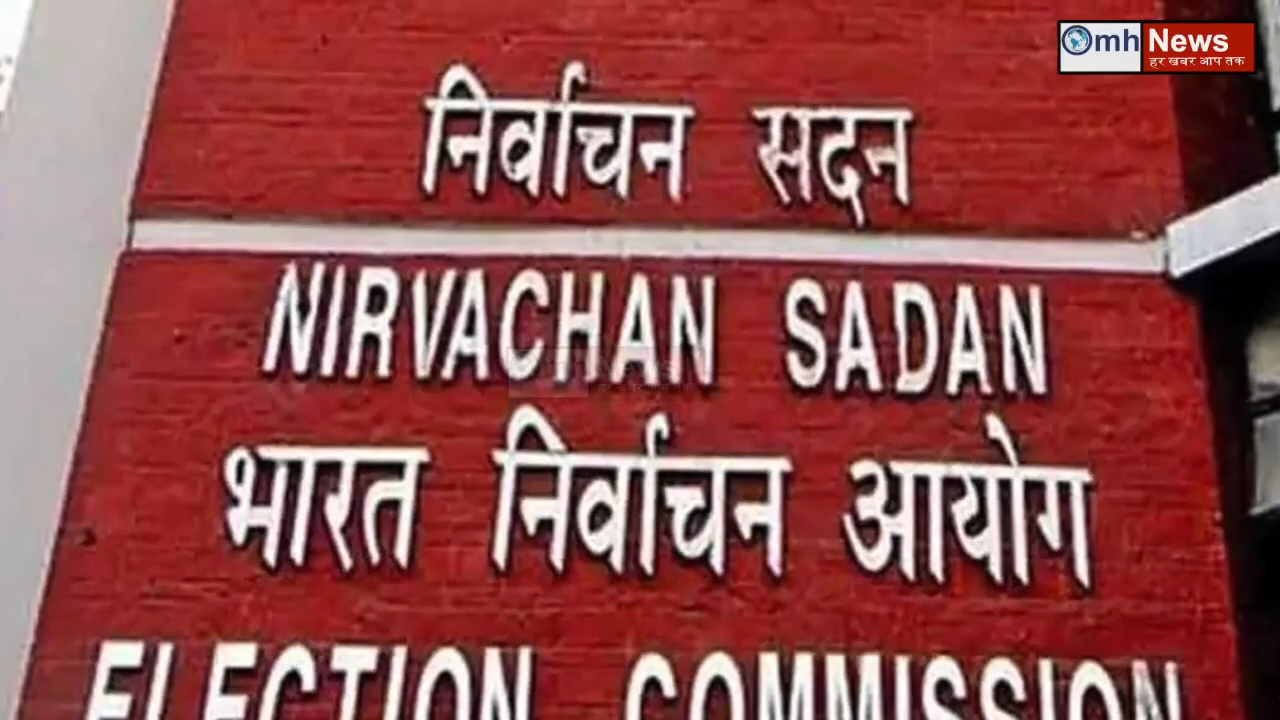 Omh News
हर खबर आप तक
निर्वाचन सदन
NIRVACHAN SADAN
भारत निर्वाचन आयोग
ELECTION COMMISSION